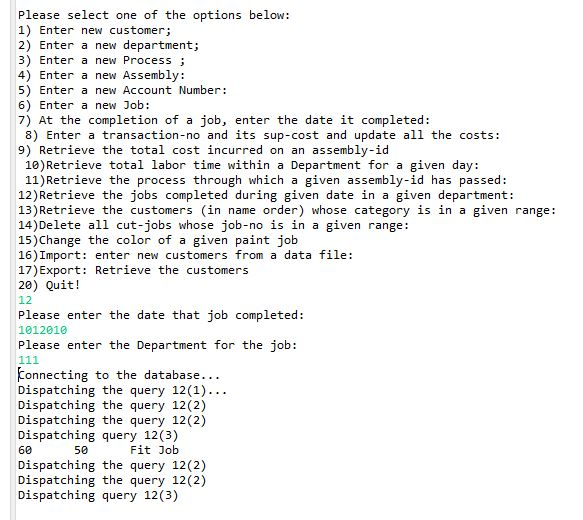 Please select one of the options below:
1) Enter new customer;
2) Enter a new department;
3) Enter a new Process ;
4) Enter a new Assembly:
5) Enter a new Account Number:
6) Enter a new Job:
7) At the completion of a job, enter the date it completed:
8) Enter a transaction-no and its sup-cost and update all the costs:
9) Retrieve the total cost incurred on an assembly-id
10)Retrieve total labor time within a Department for a given day:
11)Retrieve the process through which a given assembly-id has passed:
12)Retrieve the jobs completed during given date in a given department:
13)Retrieve the customers (in name order) whose category is in a given range:
14)Delete all cut-jobs whose job-no is in a given range:
15)Change the color of a given paint job
16)Import: enter new customers from a data file:
17)Export: Retrieve the customers
20) Quit!
12
Please enter the date that job completed:
1012010
Please enter the Department for the job:
111
Connecting to the database...
Dispatching the query 12(1)...
Dispatching the query 12(2)
Dispatching the query 12(2)
Dispatching query 12(3)
60 50 Fit Job
Dispatching the query 12(2)
Dispatching the query 12(2)
Dispatching query 12(3)